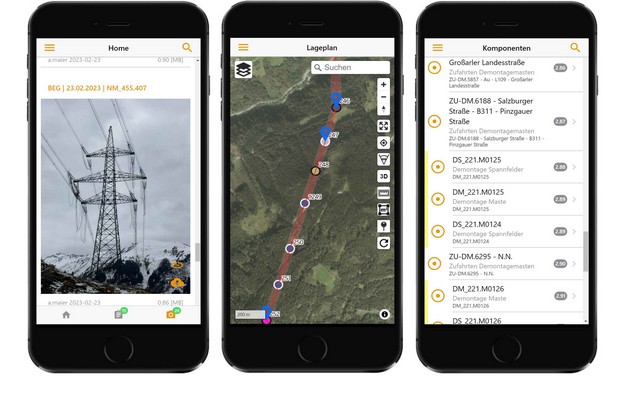 Home
a.maier 2023-02-23 0.90 [MB]
BEG | 23.02.2023 | NM_455.407
a.maier 2023-02-23 0.86 [MB]
Lageplan
Suchen
246
247
248
3D
250
251
252
200 m
Komponenten
Großarler Landesstraße
2.86
Zufahrten Demontagemasten
ZU-DM.5857 - Au - L109 - Großarler
Landesstraße
ZU-DM.6188 - Salzburger
Straße - B311 - Pinzgauer
Straße
2.87
Zufahrten Demontagemasten
ZU-DM.6188 - Salzburger Straße - B311 -
Pinzgauer Straße
DS_221.M0125
2.88
Demontage Spannfelder
DM_221.M0125
DM_221.M0125
2.89
Demontage Maste
DM_221.M0125
DS_221.M0124
2.89
Demontage Spannfelder
DM_221.M0124
ZU-DM.6295 - N.N.
2.90
Zufahrten Demontagemasten
ZU-DM.6295 - N.N.
DM_221.M0126
2.91
Demontage Maste
DM_221.M0126
DS_221.M0126